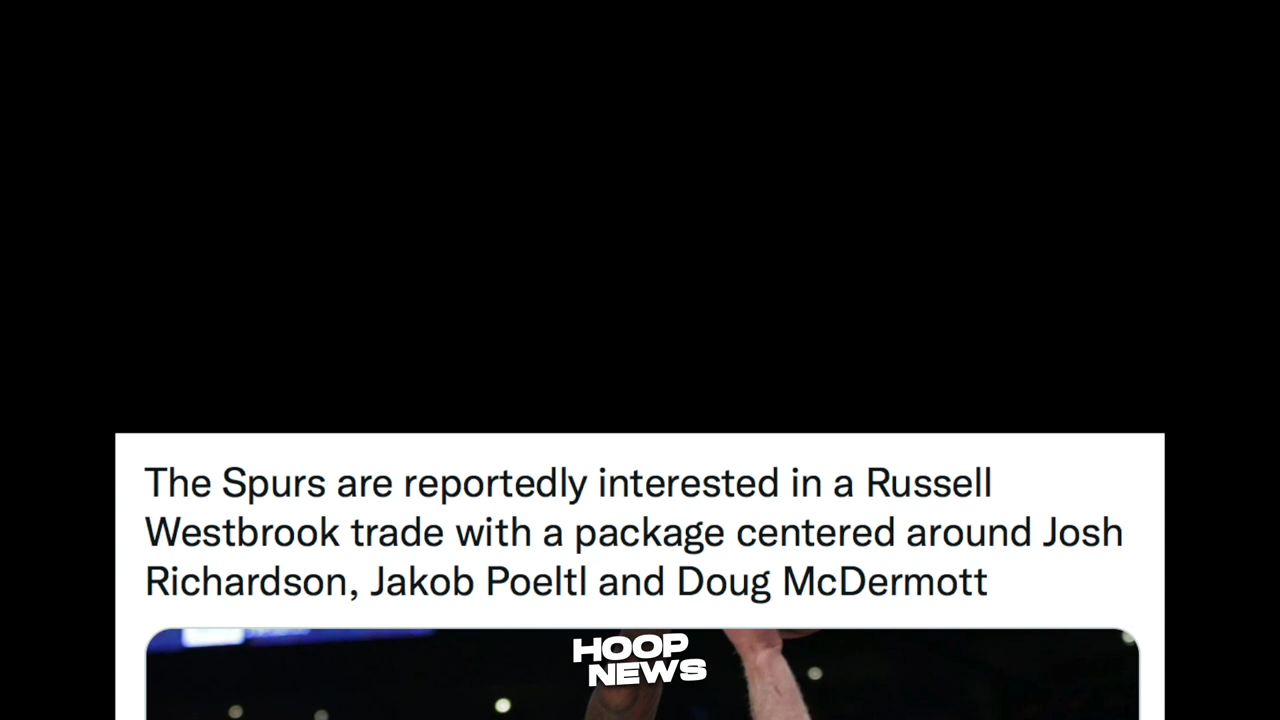 The Spurs are reportedly interested in a Russell
Westbrook trade with a package centered around Josh
Richardson, Jakob Poeltl and Doug McDermott
HOOP
NEWS